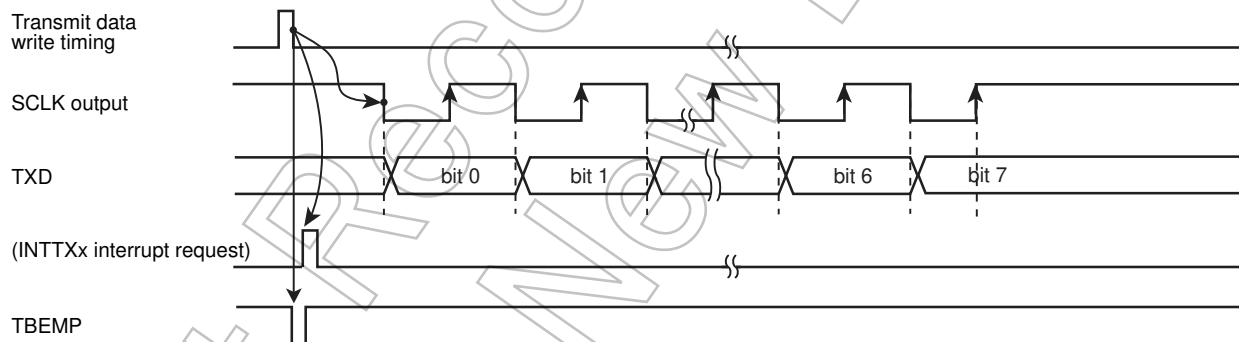 Transmit data
write timing
SCLK output
TXD
bit 0
bit 1
bit 6
bit 7
(INTTXx interrupt request)
TBEMP